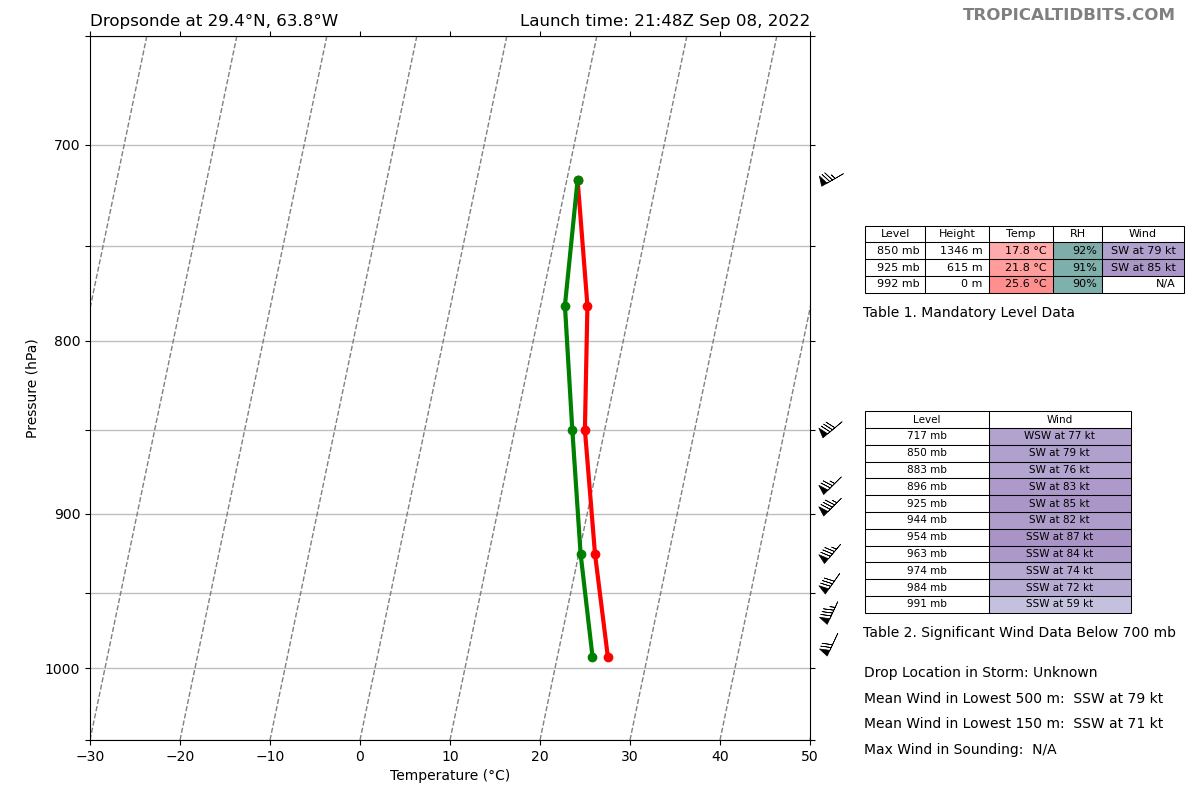 TROPICALTIDBITS.COM
Dropsonde at 29.4°N, 63.8°W
Launch time: 21:48Z Sep 08, 2022
Pressure (hPa)
700
800
900
1000
−30 −20 −10 0 10 20 30 40 50
Temperature (°C)
Level Height Temp RH Wind
850 mb 1346 m 17.8 °C 92% SW at 79 kt
925 mb 615 m 21.8 °C 91% SW at 85 kt
992 mb 0 m 25.6 °C 90% N/A
Table 1. Mandatory Level Data
Level Wind
717 mb WSW at 77 kt
850 mb SW at 79 kt
883 mb SW at 76 kt
896 mb SW at 83 kt
925 mb SW at 85 kt
944 mb SW at 82 kt
954 mb SSW at 87 kt
963 mb SSW at 84 kt
974 mb SSW at 74 kt
984 mb SSW at 72 kt
991 mb SSW at 59 kt
Table 2. Significant Wind Data Below 700 mb
Drop Location in Storm: Unknown
Mean Wind in Lowest 500 m: SSW at 79 kt
Mean Wind in Lowest 150 m: SSW at 71 kt
Max Wind in Sounding: N/A